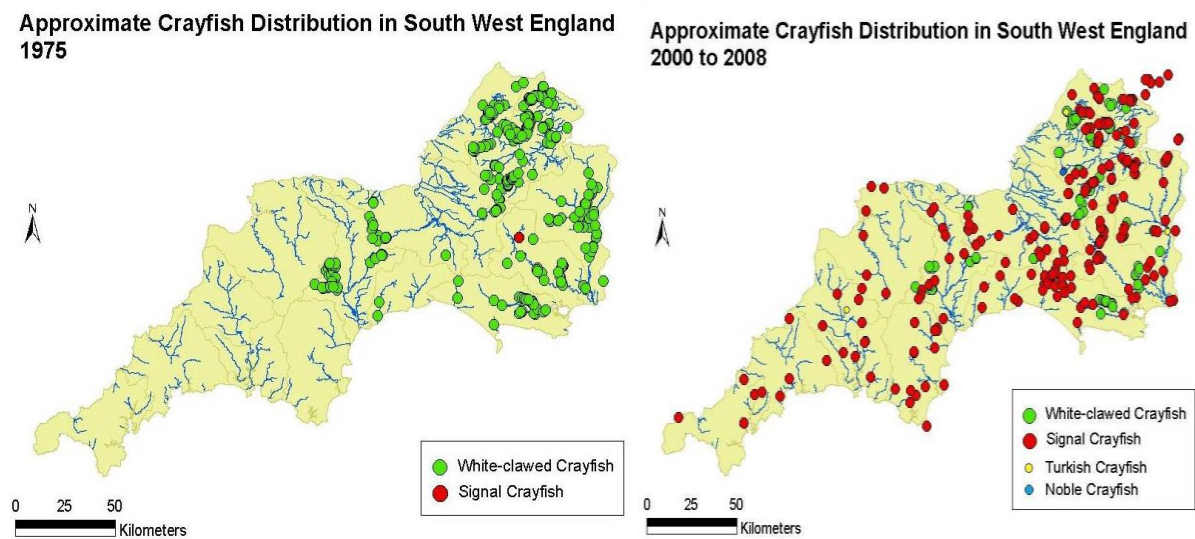 Approximate Crayfish Distribution in South West England
1975
N
White-clawed Crayfish
Signal Crayfish
0 25 50
Kilometers
Approximate Crayfish Distribution in South West England
2000 to 2008
N
White-clawed Crayfish
Signal Crayfish
Turkish Crayfish
Noble Crayfish
0 25 50
Kilometers